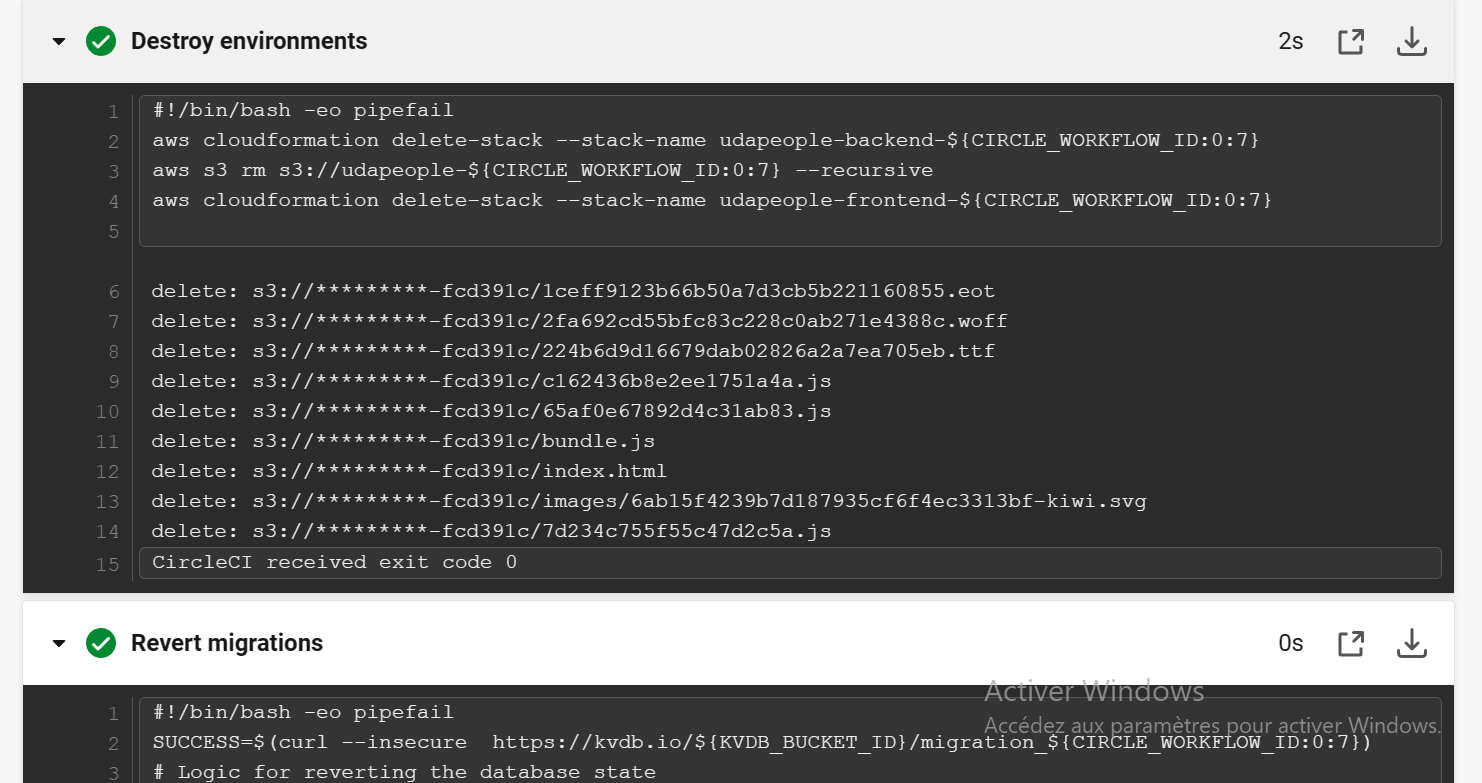 Destroy environments
2s
1 #!/bin/bash -eo pipefail
2 aws cloudformation delete-stack --stack-name udapeople-backend-${CIRCLE_WORKFLOW_ID:0:7}
3 aws s3 rm s3://udapeople-${CIRCLE_WORKFLOW_ID:0:7} --recursive
4 aws cloudformation delete-stack --stack-name udapeople-frontend-${CIRCLE_WORKFLOW_ID:0:7}
5
6 delete: s3://*********-fcd391c/1ceff9123b66b50a7d3cb5b221160855.eot
7 delete: s3://*********-fcd391c/2fa692cd55bfc83c228c0ab271e4388c.woff
8 delete: s3://*********-fcd391c/224b6d9d16679dab02826a2a7ea705eb.ttf
9 delete: s3://*********-fcd391c/c162436b8e2ee1751a4a.js
10 delete: s3://*********-fcd391c/65af0e67892d4c31ab83.js
11 delete: s3://*********-fcd391c/bundle.js
12 delete: s3://*********-fcd391c/index.html
13 delete: s3://*********-fcd391c/images/6ab15f4239b7d187935cf6f4ec3313bf-kiwi.svg
14 delete: s3://*********-fcd391c/7d234c755f55c47d2c5a.js
15 CircleCI received exit code 0
Revert migrations
0s
Activer Windows
Accédez aux paramètres pour activer Windows.
1 #!/bin/bash -eo pipefail
2 SUCCESS=$(curl --insecure  https://kvdb.io/${KVDB_BUCKET_ID}/migration_${CIRCLE_WORKFLOW_ID:0:7})
3 # Logic for reverting the database state